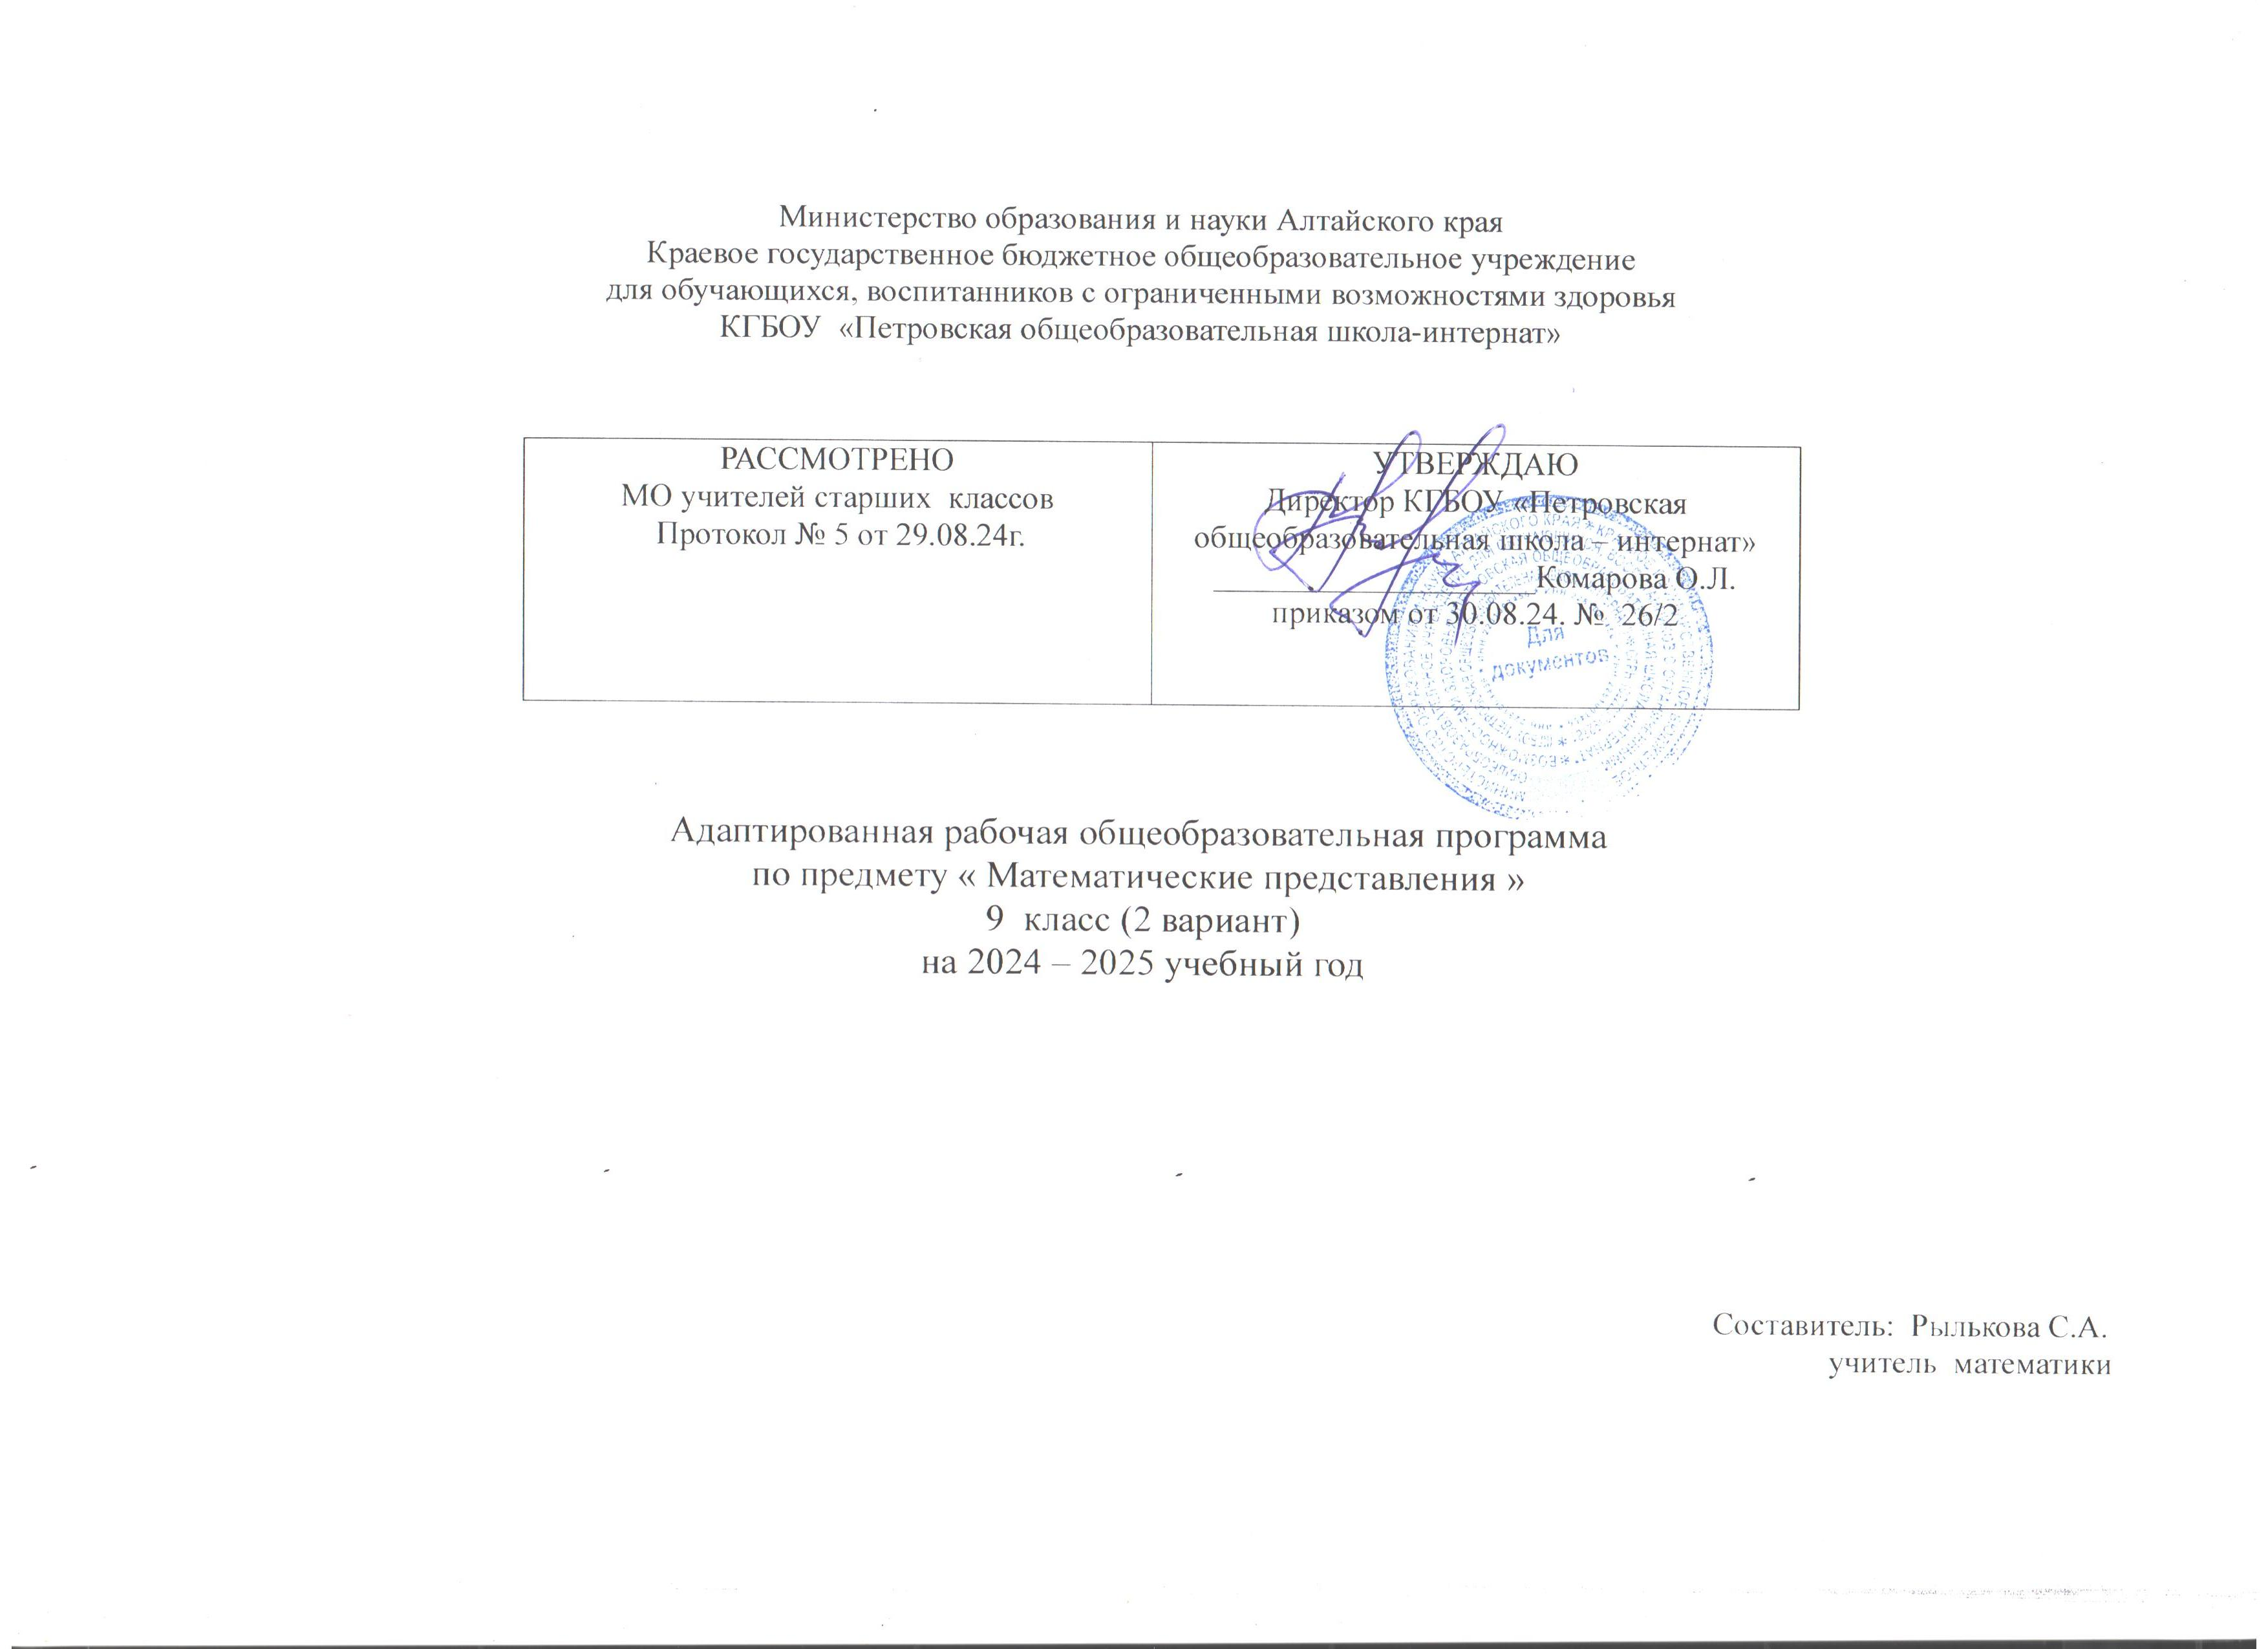 Министерство образования и науки Алтайского края
Краевое государственное бюджетное общеобразовательное учреждение
для обучающихся, воспитанников с ограниченными возможностями здоровья
КГБОУ «Петровская общеобразовательная школа-интернат»
РАССМОТРЕНО
МО учителей старших классов
Протокол № 5 от 29.08.24г.
УТВЕРЖДАЮ
Директор КГБОУ «Петровская
общеобразовательная школа – интернат»
____________________Комарова О.Л.
приказом от 30.08.24. № 26/2
Для
документов
Адаптированная рабочая общеобразовательная программа
по предмету « Математические представления »
9 класс (2 вариант)
на 2024 – 2025 учебный год
Составитель: Рылькова С.А.
учитель математики